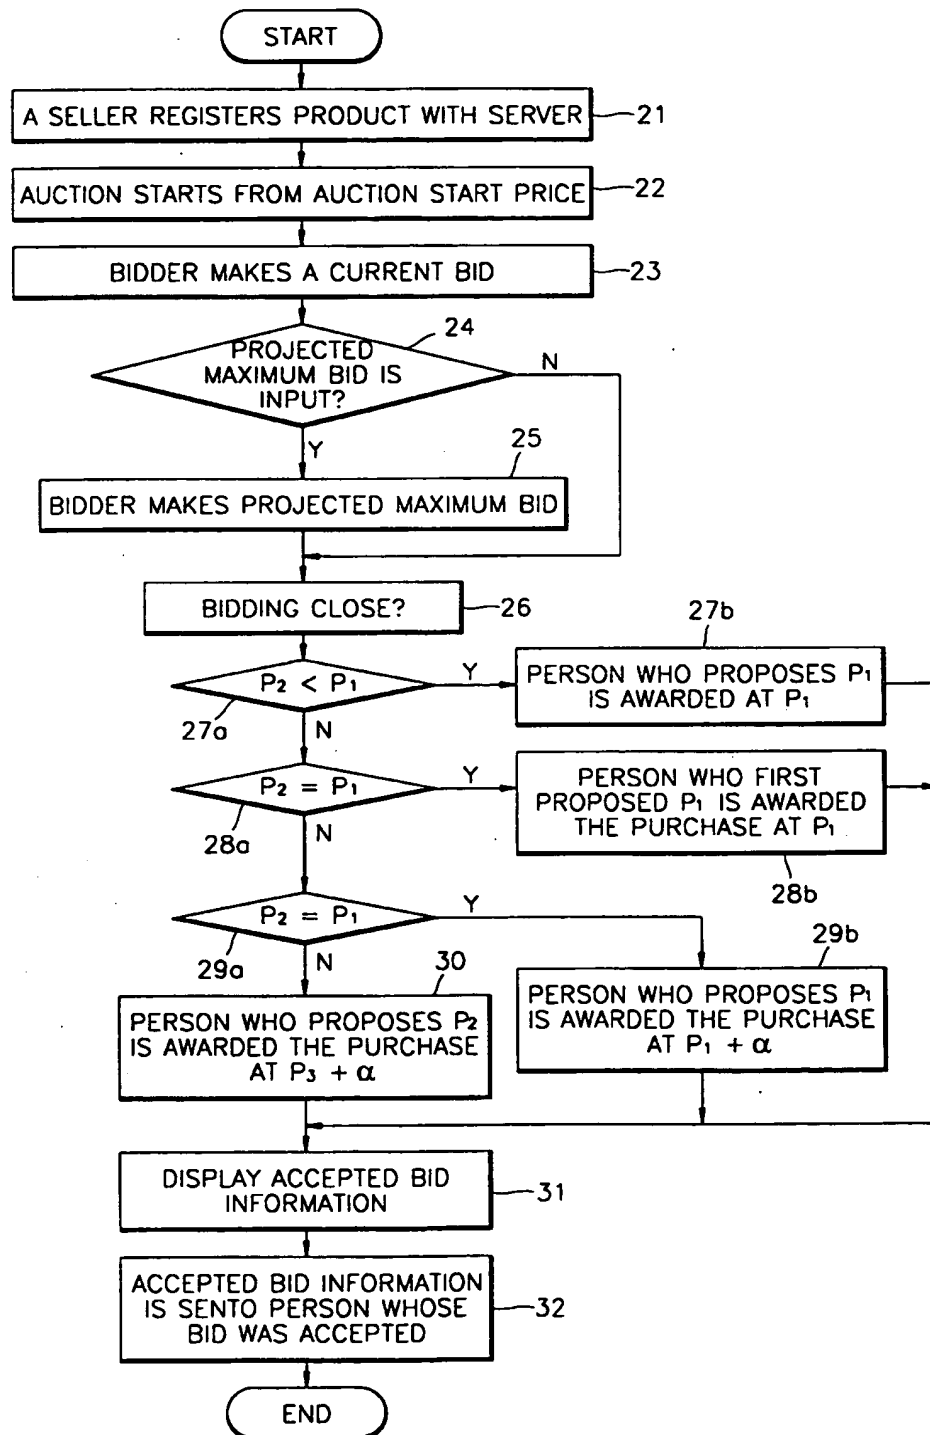 START
A SELLER REGISTERS PRODUCT WITH SERVER
21
AUCTION STARTS FROM AUCTION START PRICE
22
BIDDER MAKES A CURRENT BID
23
24
PROJECTED
MAXIMUM BID IS
INPUT?
N
Y
25
BIDDER MAKES PROJECTED MAXIMUM BID
BIDDING CLOSE?
26
27b
P2 < P1
Y
PERSON WHO PROPOSES P1
IS AWARDED AT P1
27a
N
P2 = P1
Y
PERSON WHO FIRST
PROPOSED P1 IS AWARDED
THE PURCHASE AT P1
28a
N
28b
P2 = P1
Y
29a
N
30
29b
PERSON WHO PROPOSES P2
IS AWARDED THE PURCHASE
AT P3 + α
PERSON WHO PROPOSES P1
IS AWARDED THE PURCHASE
AT P1 + α
DISPLAY ACCEPTED BID
INFORMATION
31
ACCEPTED BID INFORMATION
IS SENTO PERSON WHOSE
BID WAS ACCEPTED
32
END